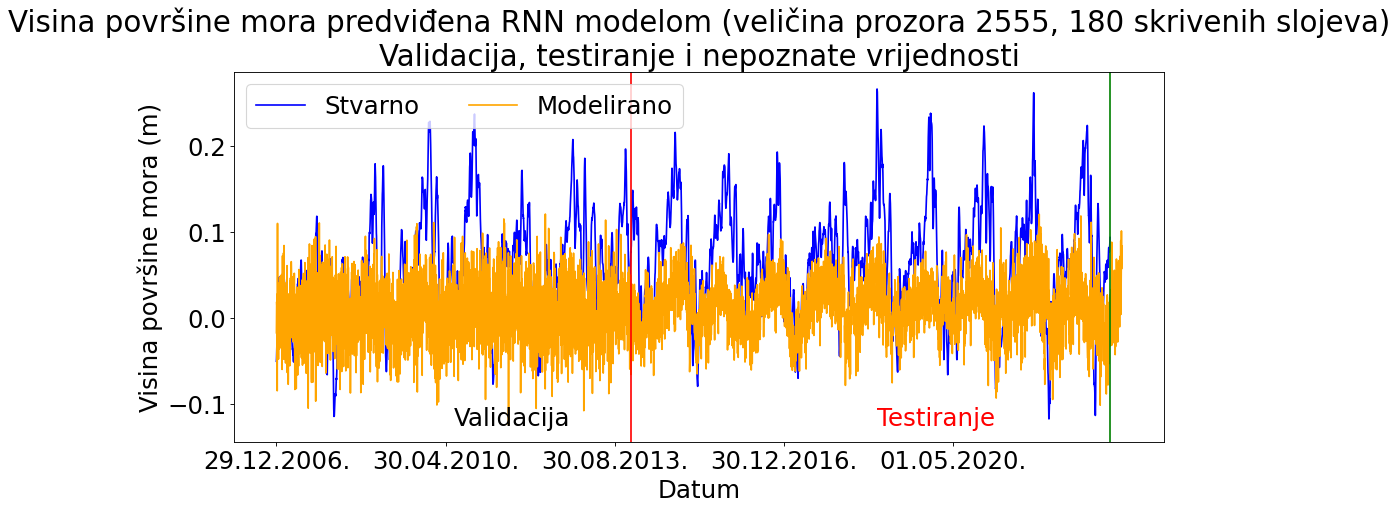 Visina površine mora predviđena RNN modelom (veličina prozora 2555, 180 skrivenih slojeva)
Validacija, testiranje i nepoznate vrijednosti
Stvarno Modelirano
Visina površine mora (m)
0.2
0.1
0.0
−0.1
Validacija Testiranje
29.12.2006. 30.04.2010. 30.08.2013. 30.12.2016. 01.05.2020.
Datum